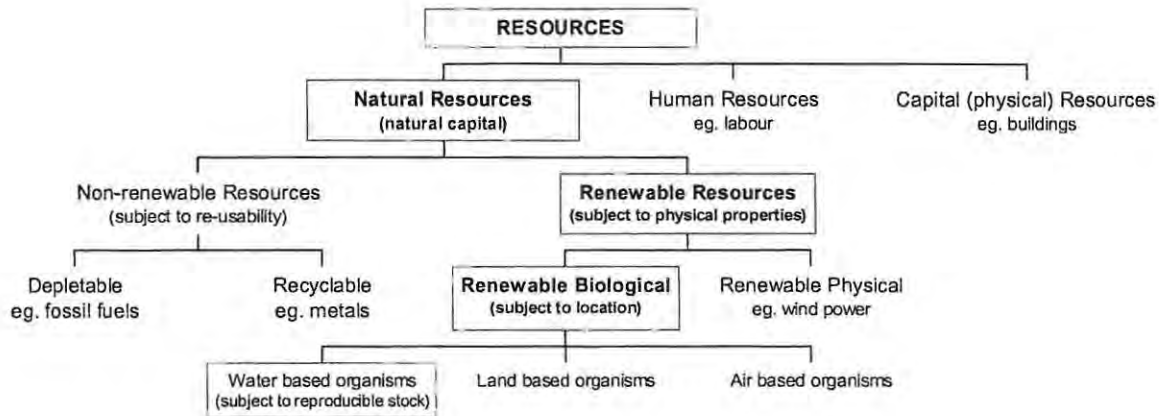 RESOURCES
Natural Resources
(natural capital)
Human Resources
eg. labour
Capital (physical) Resources
eg. buildings
Non-renewable Resources
(subject to re-usability)
Renewable Resources
(subject to physical properties)
Depletable
eg. fossil fuels
Recyclable
eg. metals
Renewable Biological
(subject to location)
Renewable Physical
eg. wind power
Water based organisms
(subject to reproducible stock)
Land based organisms
Air based organisms